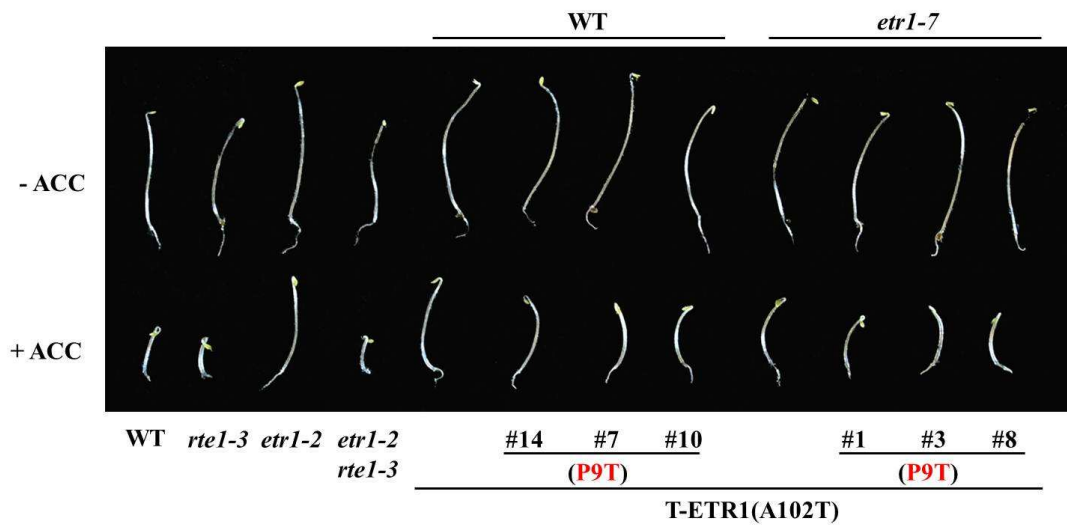 WT etr1-7
- ACC
+ ACC
WT rte1-3 etr1-2 etr1-2 #14 #7 #10 #1 #3 #8
rte1-3 (P9T) (P9T)
T-ETR1(A102T)